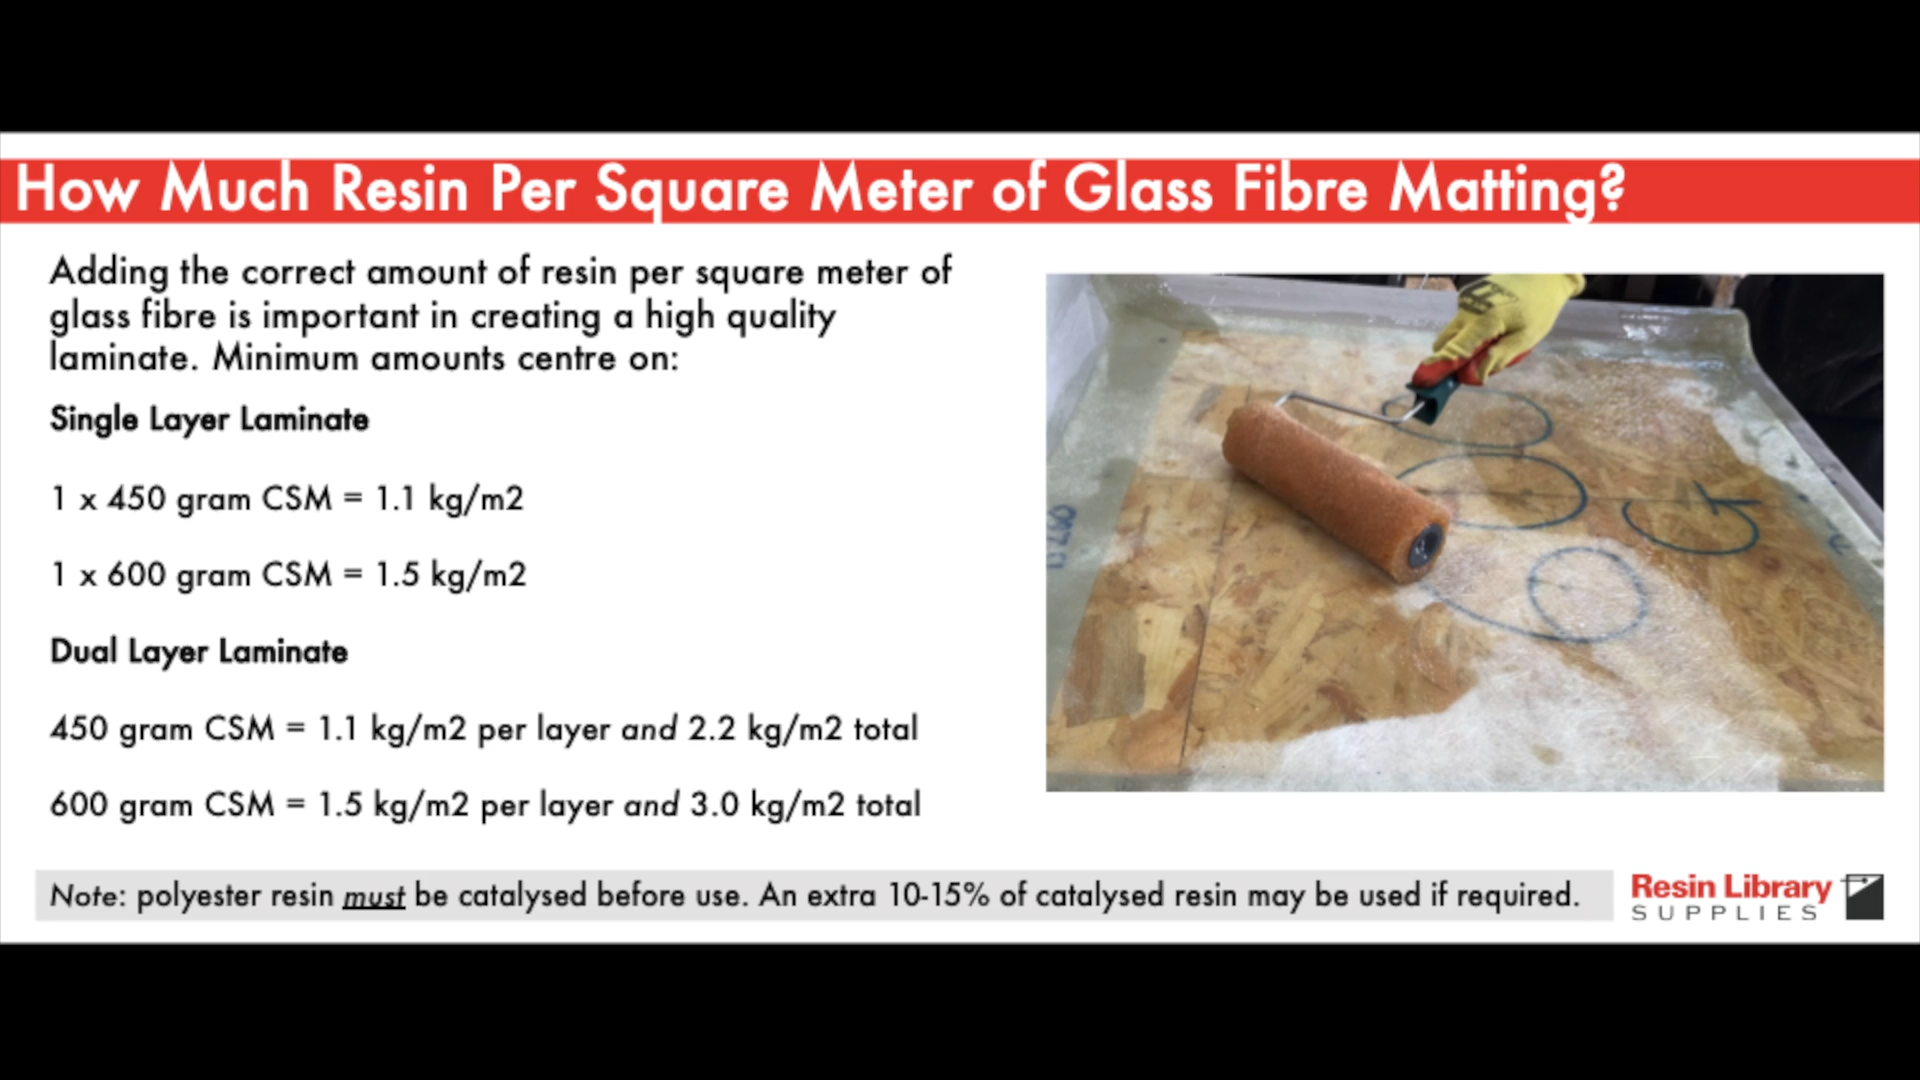 How Much Resin Per Square Meter of Glass Fibre Matting?
Adding the correct amount of resin per square meter of
glass fibre is important in creating a high quality
laminate. Minimum amounts centre on:
Single Layer Laminate
1 x 450 gram CSM = 1.1 kg/m2
1 x 600 gram CSM = 1.5 kg/m2
Dual Layer Laminate
450 gram CSM = 1.1 kg/m2 per layer and 2.2 kg/m2 total
600 gram CSM = 1.5 kg/m2 per layer and 3.0 kg/m2 total
600 G
Note: polyester resin must be catalysed before use. An extra 10-15% of catalysed resin may be used if required.
Resin Library
SUPPLIES